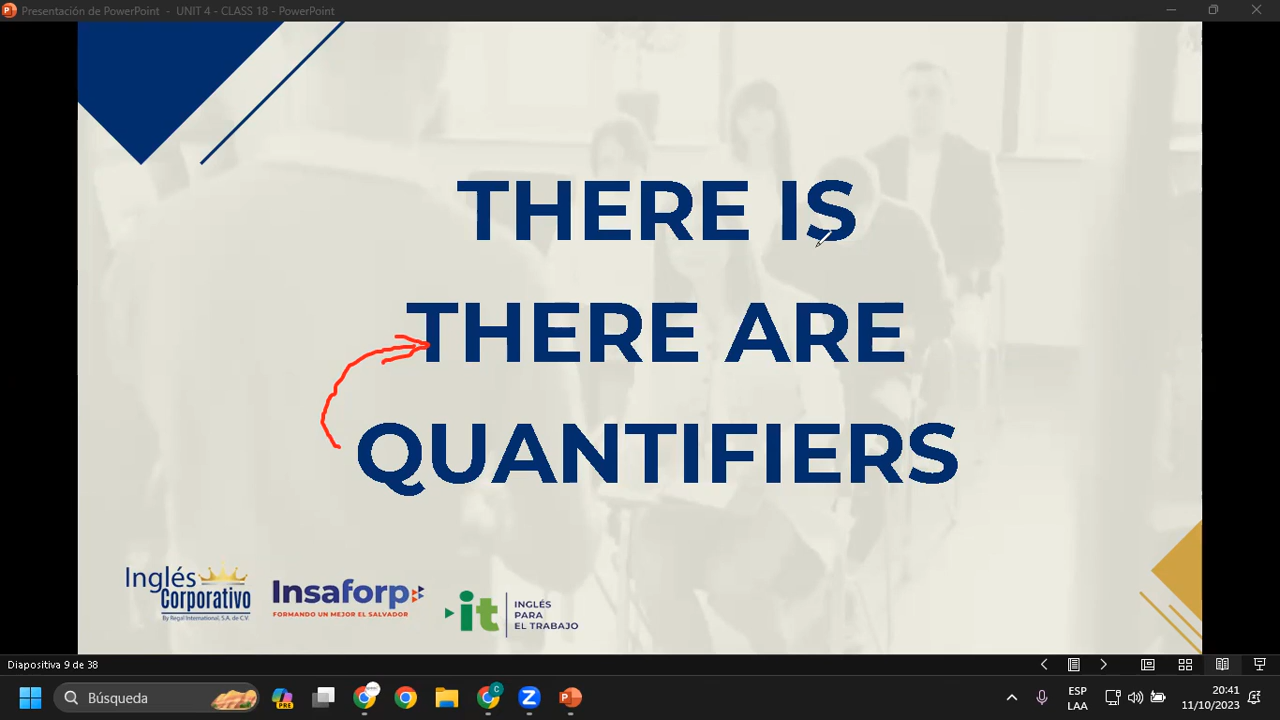 Presentación de PowerPoint - UNIT 4 - CLASS 18 - PowerPoint
THERE IS
THERE ARE
QUANTIFIERS
Inglés
Corporativo
By Regal International, S.A. de C.V.
Insaforp
FORMANDO UN MEJOR EL SALVADOR
it
INGLÉS
PARA
EL TRABAJO
Diapositiva 9 de 38
Búsqueda
PRE
C
Z
ESP
LAA
20:41
11/10/2023